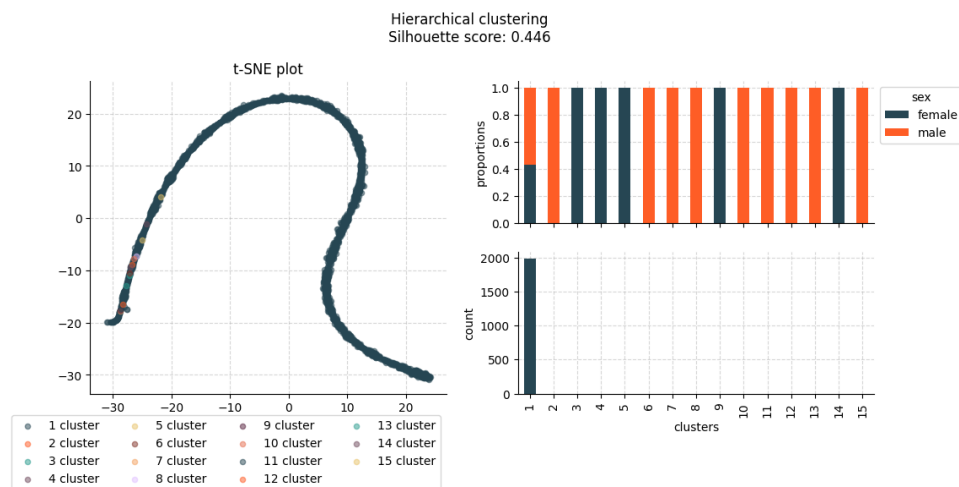 Hierarchical clustering
Silhouette score: 0.446
t-SNE plot
20
10
0
−10
−20
−30
−30
−20
−10
0
10
20
1 cluster
2 cluster
3 cluster
4 cluster
5 cluster
6 cluster
7 cluster
8 cluster
9 cluster
10 cluster
11 cluster
12 cluster
13 cluster
14 cluster
15 cluster
proportions
1.0
0.8
0.6
0.4
0.2
0.0
sex
female
male
count
2000
1500
1000
500
0
1
2
3
4
5
6
7
8
9
10
11
12
13
14
15
clusters